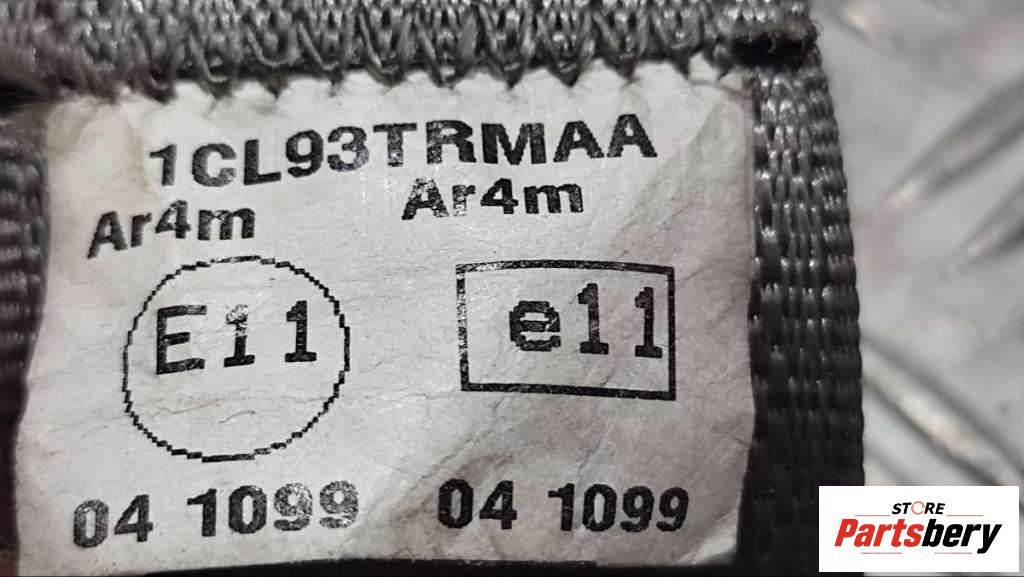 1CL93TRMAA
Ar4m Ar4m
E11 e11
04 1099 04 1099
STORE
Partsbery